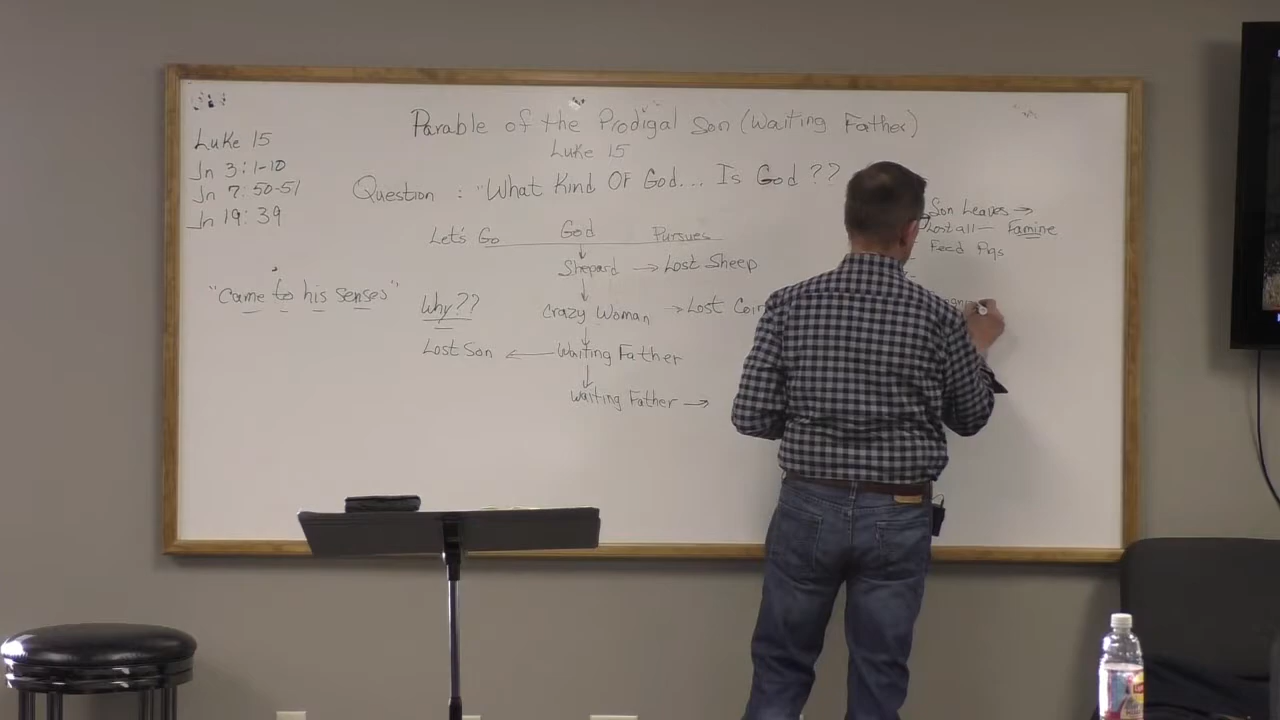 Parable of the Prodigal Son (Waiting Father)
Luke 15
Question : "What Kind Of God... Is God ??
Luke 15
Jn 3:1-10
Jn 7:50-51
Jn 19:39
"Came to his senses"
Let's Go God Pursues
Shepard → Lost Sheep
Why?? Crazy Woman → Lost Coin
Lost Son ← Waiting Father
Waiting Father →
Son Leaves →
Lost all — Famine
Feed Pigs